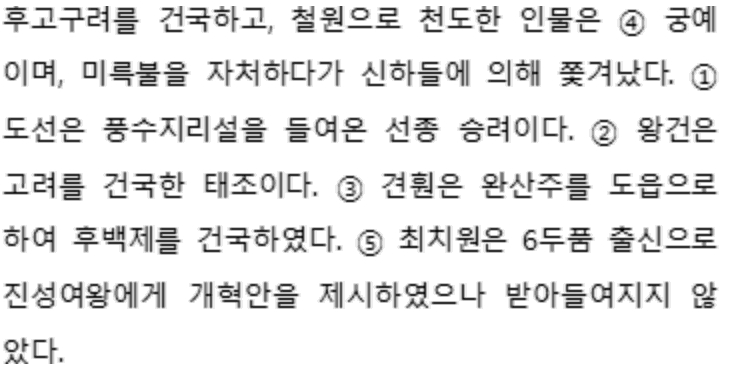 후고구려를 건국하고, 철원으로 천도한 인물은 ④ 궁예
이며, 미륵불을 자처하다가 신하들에 의해 쫓겨났다. ①
도선은 풍수지리설을 들여온 선종 승려이다. ② 왕건은
고려를 건국한 태조이다. ③ 견훤은 완산주를 도읍으로
하여 후백제를 건국하였다. ⑤ 최치원은 6두품 출신으로
진성여왕에게 개혁안을 제시하였으나 받아들여지지 않
았다.